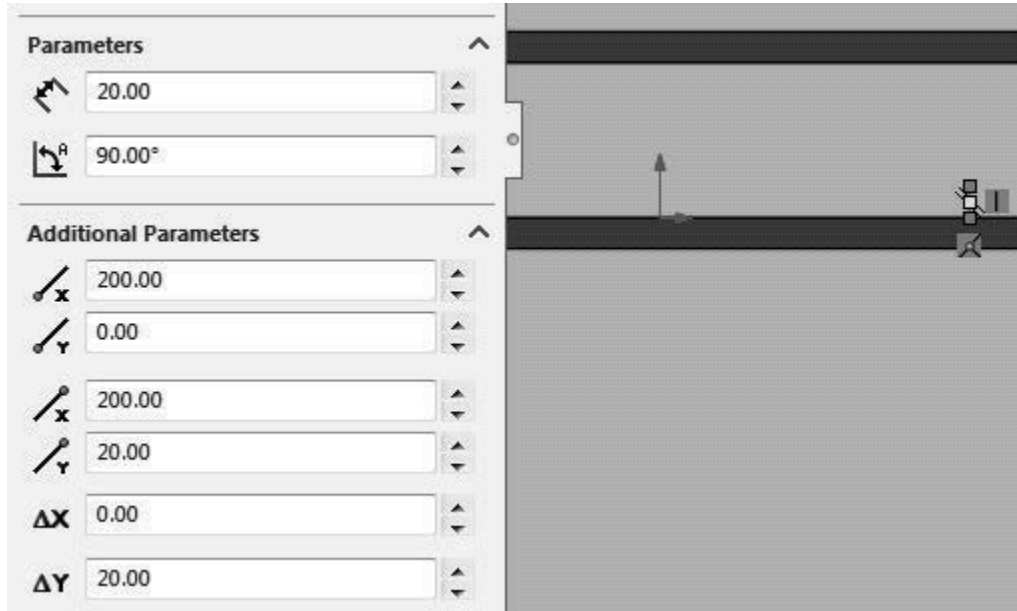 Parameters
20.00
A
90.00°
Additional Parameters
X
200.00
Y
0.00
X
200.00
Y
20.00
ΔX
0.00
ΔY
20.00